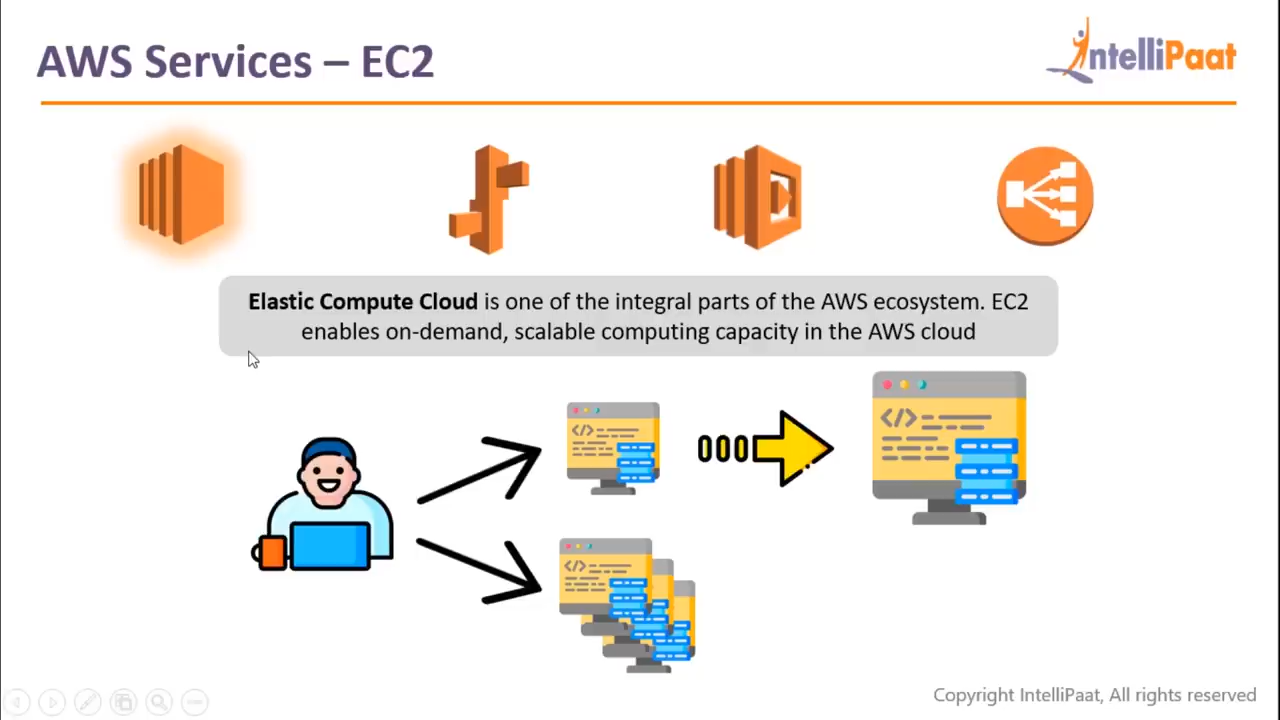 AWS Services – EC2
IntelliPaat
Elastic Compute Cloud is one of the integral parts of the AWS ecosystem. EC2
enables on-demand, scalable computing capacity in the AWS cloud
</>
</>
</>
Copyright IntelliPaat, All rights reserved